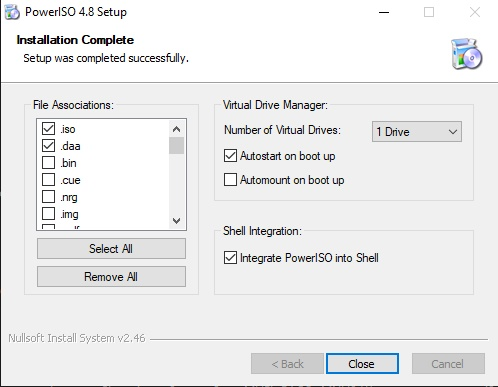 PowerISO 4.8 Setup
Installation Complete
Setup was completed successfully.
File Associations:
.iso
.daa
.bin
.cue
.nrg
.img
Select All
Remove All
Virtual Drive Manager:
Number of Virtual Drives:
1 Drive
Autostart on boot up
Automount on boot up
Shell Integration:
Integrate PowerISO into Shell
Nullsoft Install System v2.46
< Back
Close
Cancel